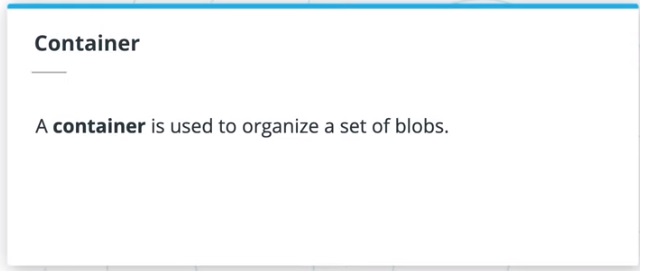 Container
A container is used to organize a set of blobs.